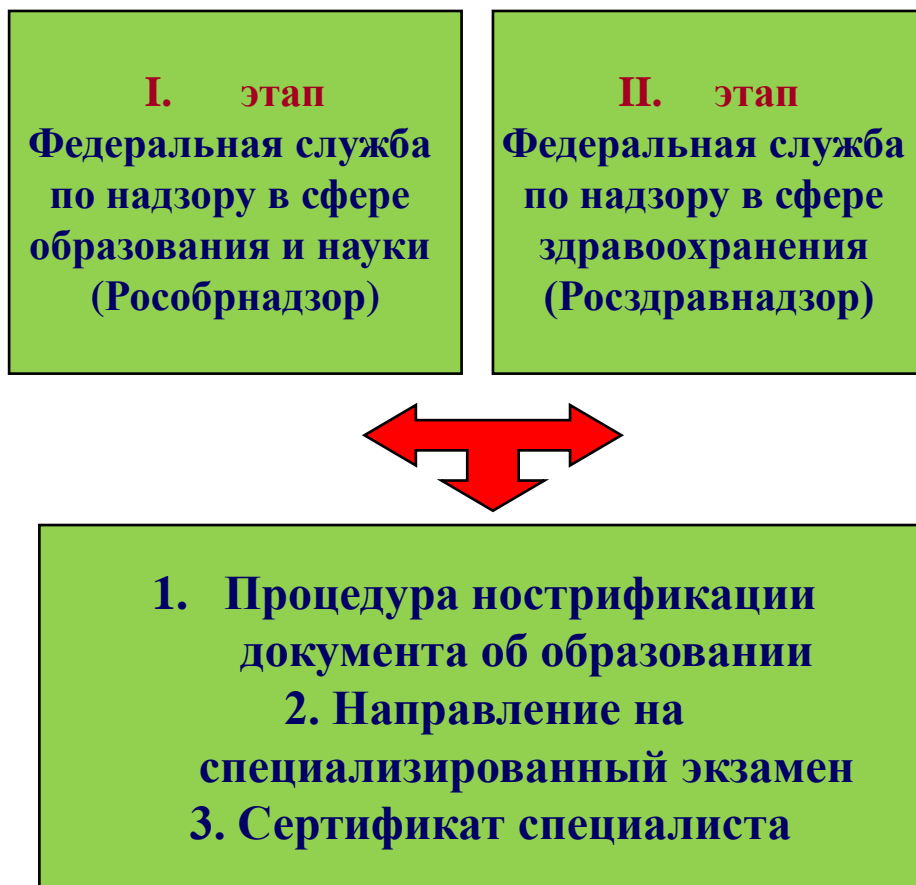 I. этап
Федеральная служба
по надзору в сфере
образования и науки
(Рособрнадзор)
II. этап
Федеральная служба
по надзору в сфере
здравоохранения
(Росздравнадзор)
1. Процедура нострификации
документа об образовании
2. Направление на
специализированный экзамен
3. Сертификат специалиста